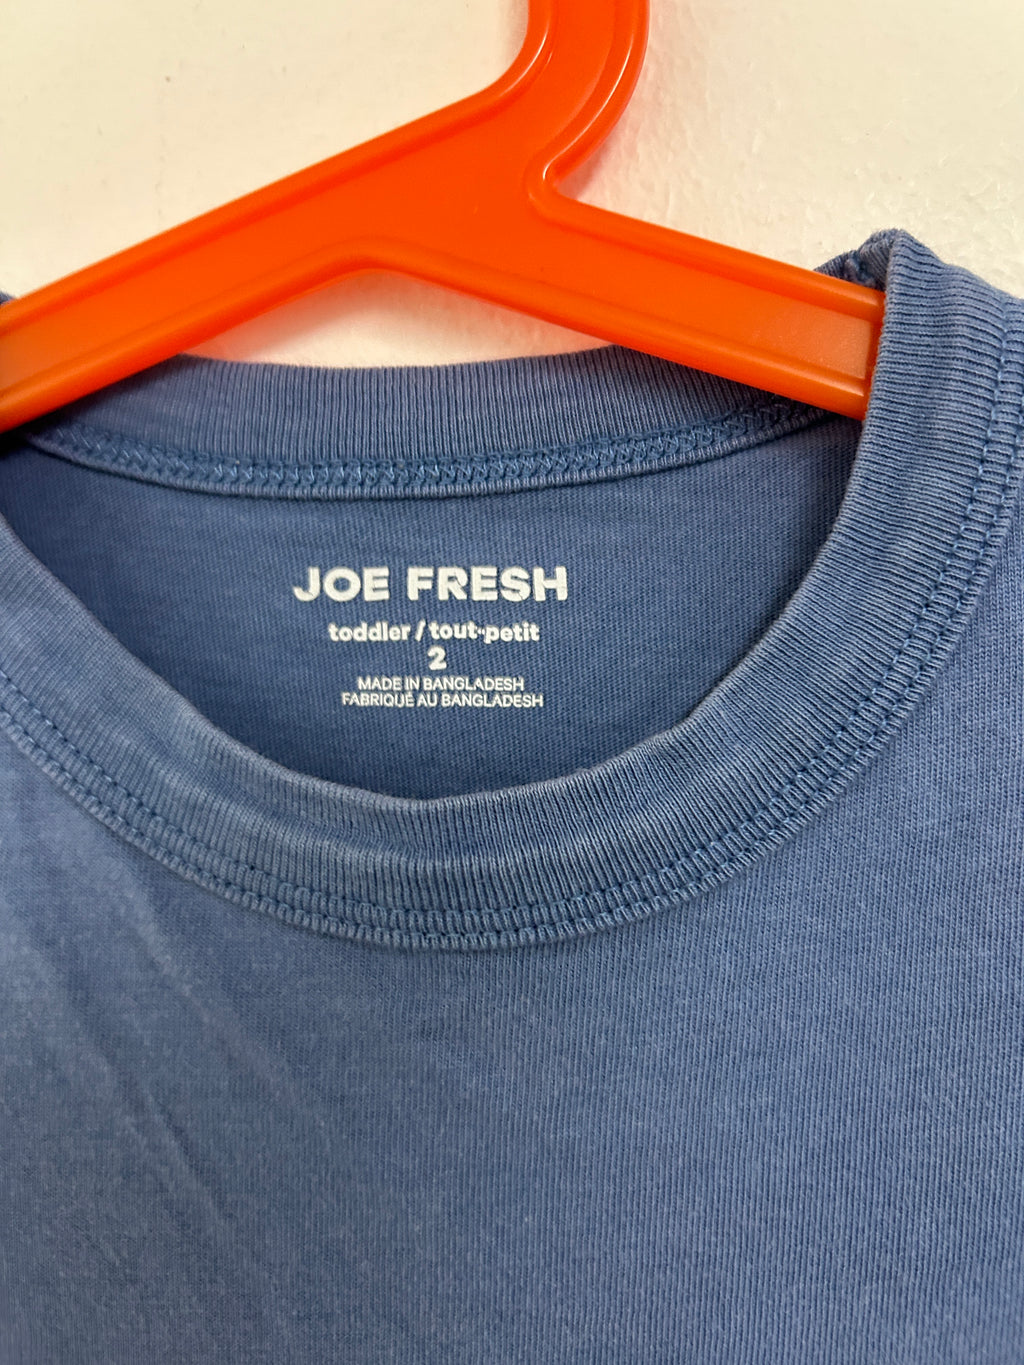 JOE FRESH
toddler / tout-petit
2
MADE IN BANGLADESH
FABRIQUÉ AU BANGLADESH